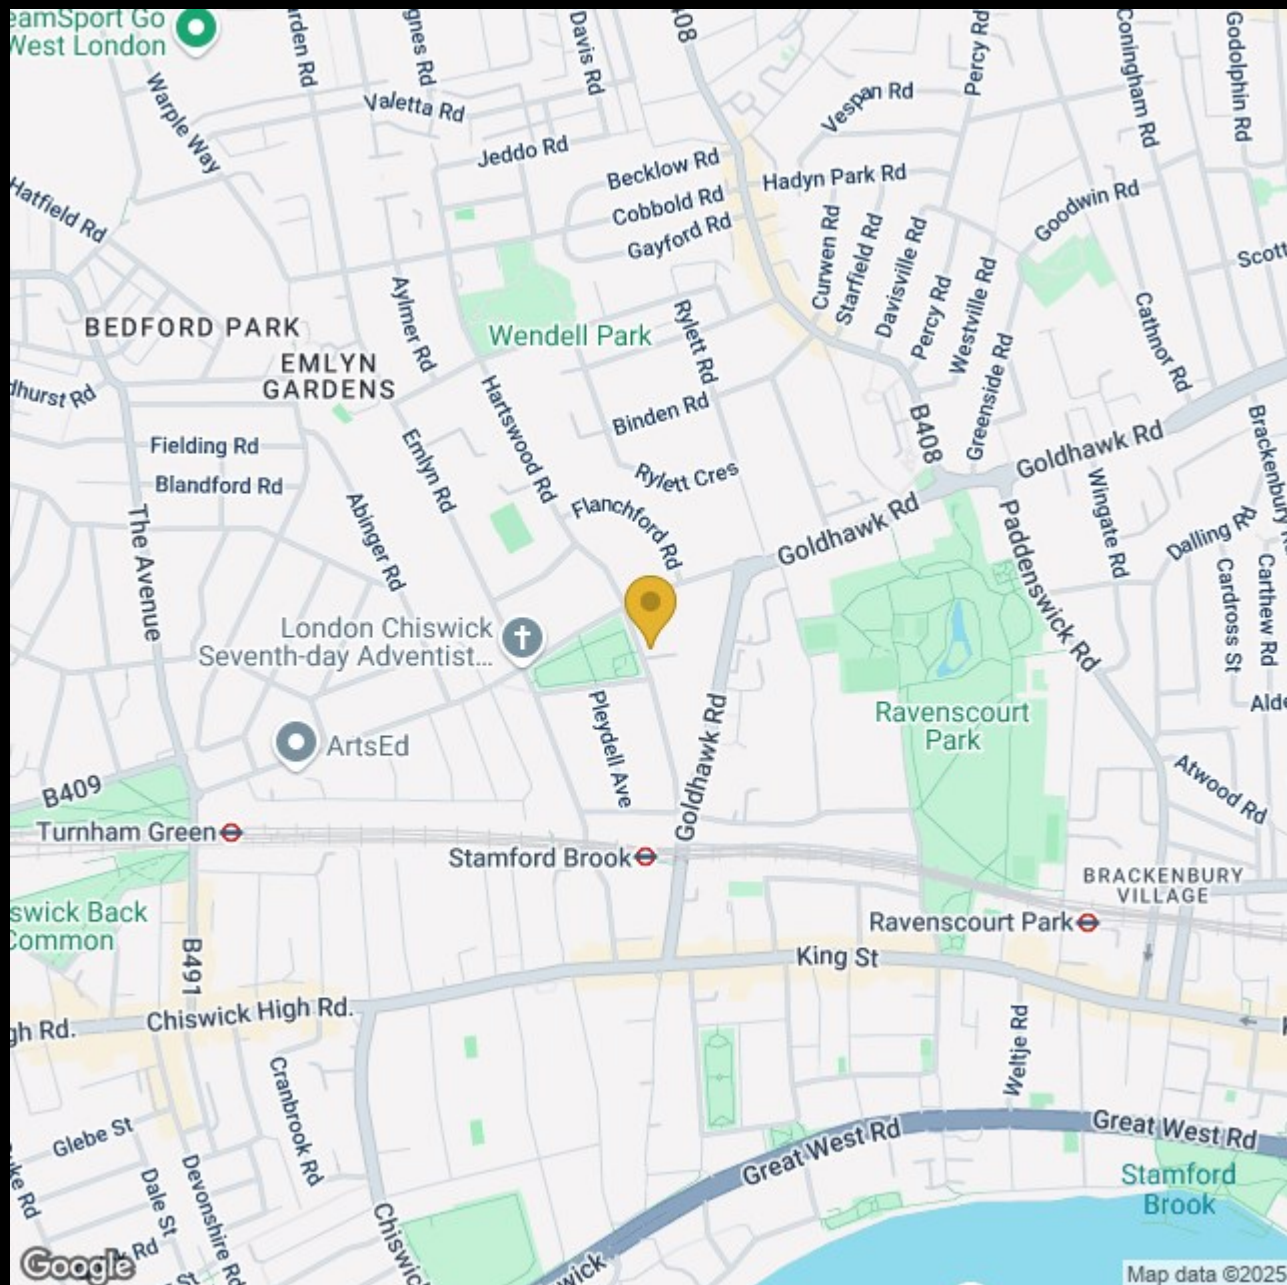 eamSport Go
West London
arden Rd
gnes Rd
Davis Rd
408
Percy Rd
Coningham Rd
Godolphin Rd
Warple Way
Valetta Rd
Vespan Rd
Jeddo Rd
Becklow Rd
Hadyn Park Rd
Hatfield Rd
Cobbold Rd
Gayford Rd
Curwen Rd
Starfield Rd
Davisville Rd
Goodwin Rd
Scott
Aylmer Rd
Rylett Rd
Percy Rd
Westville Rd
Cathnor Rd
BEDFORD PARK
Wendell Park
EMLYN
GARDENS
Greenside Rd
dhurst Rd
Hartswood Rd
Binden Rd
B408
Brackenbury R
Fielding Rd
Emlyn Rd
Goldhawk Rd
Blandford Rd
Rylett Cres
Wingate Rd
The Avenue
Abinger Rd
Flanchford Rd
Goldhawk Rd
Paddenswick Rd
Dalling Rd
Cardross St
Carthew Rd
London Chiswick
Seventh-day Adventist...
Pleydell Ave
Goldhawk Rd
Ravenscourt
Park
Alde
ArtsEd
B409
Atwood Rd
Turnham Green
Stamford Brook
BRACKENBURY
VILLAGE
swick Back
Common
Ravenscourt Park
B491
King St
gh Rd.
Chiswick High Rd.
Weltje Rd
Cranbrook Rd
Great West Rd
Great West Rd
Glebe St
uke Rd
Dale St
Devonshire Rd
Stamford
Brook
Chiswick
wick
k Rd
St
Google
Map data ©2025